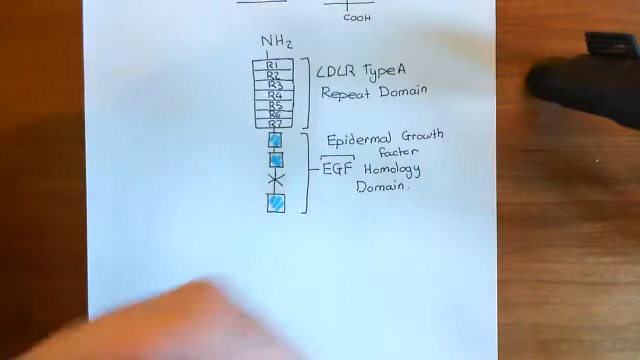 COOH
NH2
R1
R2
R3
R4
R5
R6
R7
LDLR Type A
Repeat Domain
Epidermal Growth
factor
EGF Homology
Domain.